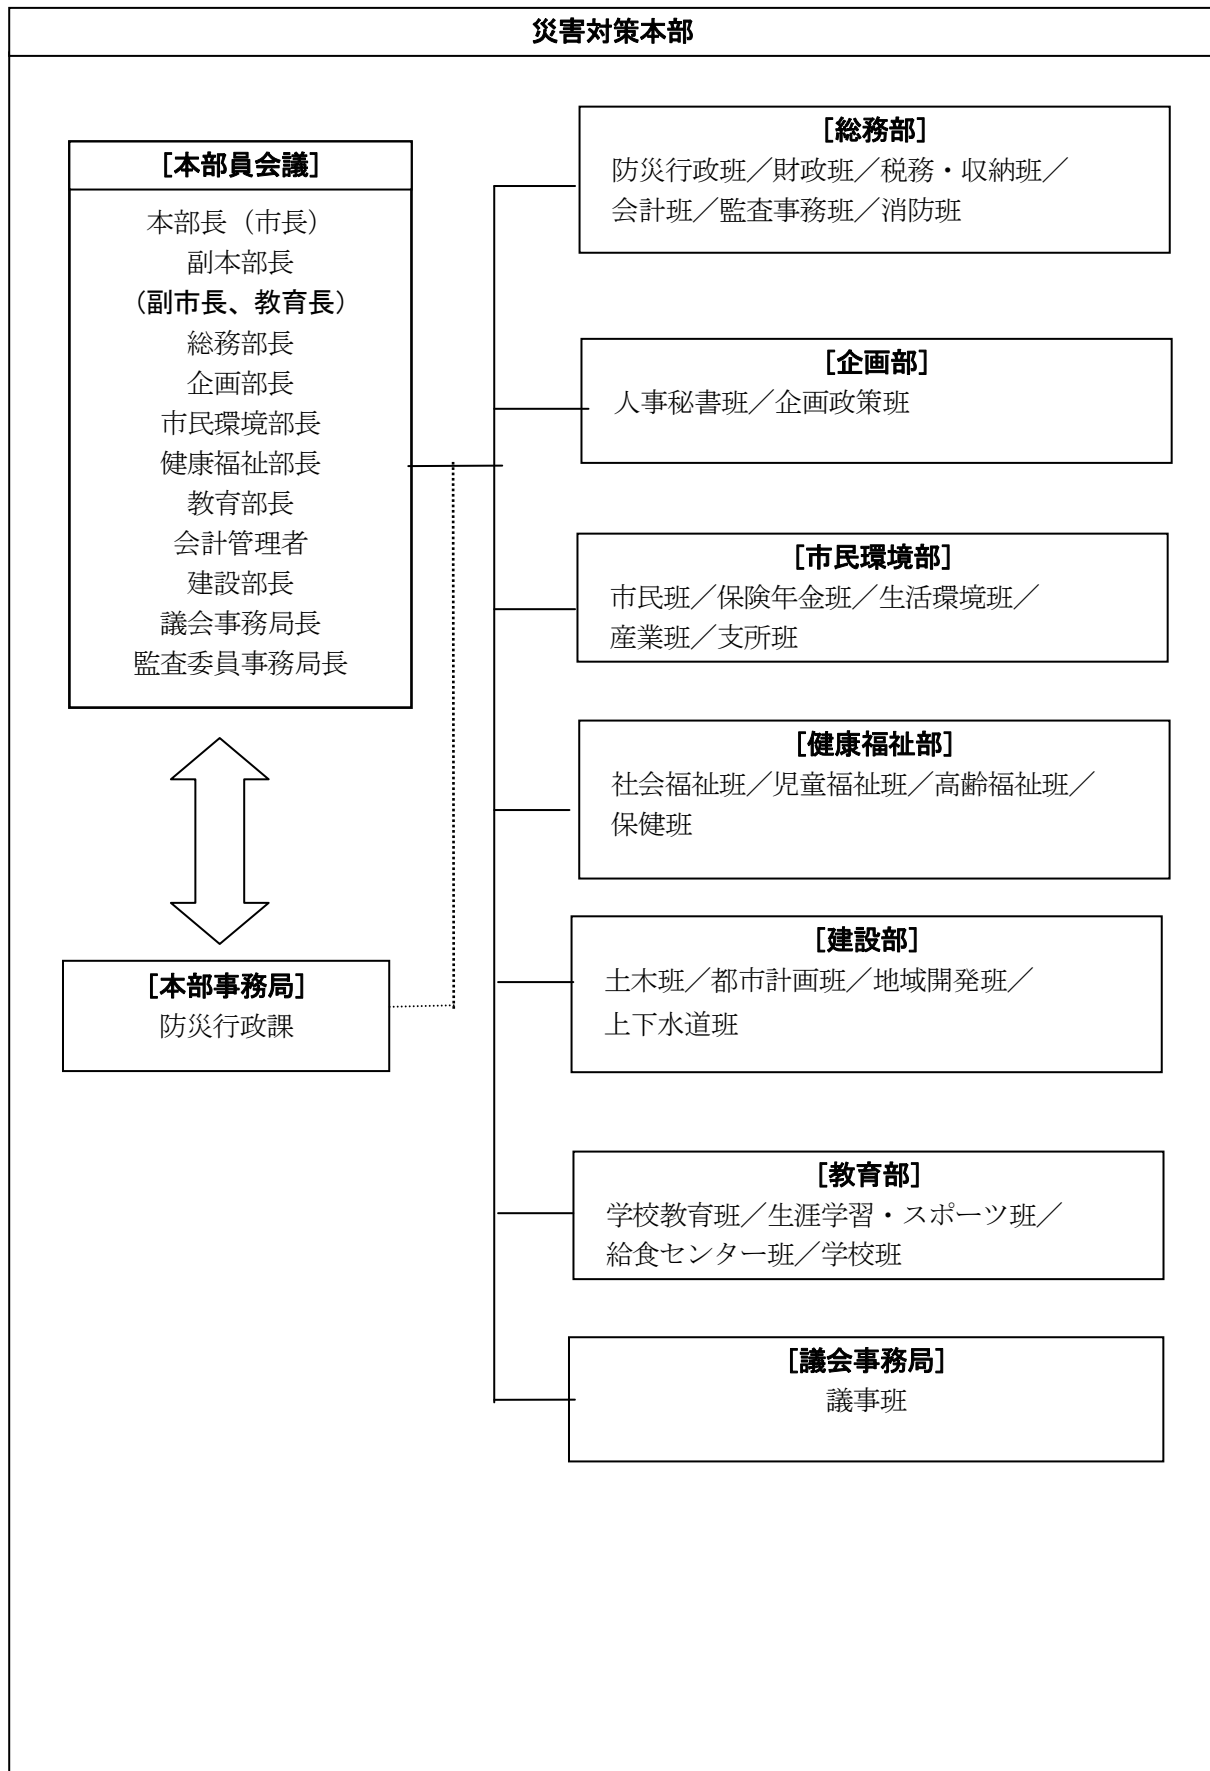 災害対策本部
[本部員会議]
本部長（市長）
副本部長
（副市長、教育長）
総務部長
企画部長
市民環境部長
健康福祉部長
教育部長
会計管理者
建設部長
議会事務局長
監査委員事務局長
[本部事務局]
防災行政課
[総務部]
防災行政班／財政班／税務・収納班／
会計班／監査事務班／消防班
[企画部]
人事秘書班／企画政策班
[市民環境部]
市民班／保険年金班／生活環境班／
産業班／支所班
[健康福祉部]
社会福祉班／児童福祉班／高齢福祉班／
保健班
[建設部]
土木班／都市計画班／地域開発班／
上下水道班
[教育部]
学校教育班／生涯学習・スポーツ班／
給食センター班／学校班
[議会事務局]
議事班